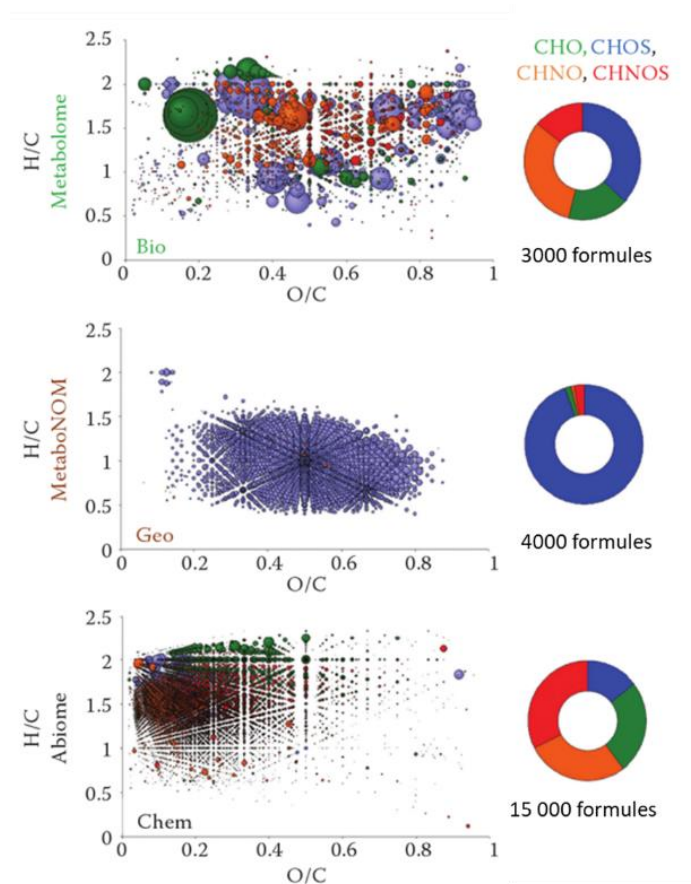 CHO, CHOS,
CHNO, CHNOS
2.5
2
1.5
1
0.5
0
H/C
Metabolome
Bio
0
0.2
0.4
0.6
0.8
1
O/C
3000 formules
2.5
2
1.5
1
0.5
0
H/C
MetaboNOM
Geo
0
0.2
0.4
0.6
0.8
1
O/C
4000 formules
2.5
2
1.5
1
0.5
0
H/C
Abiome
Chem
0
0.2
0.4
0.6
0.8
1
O/C
15 000 formules